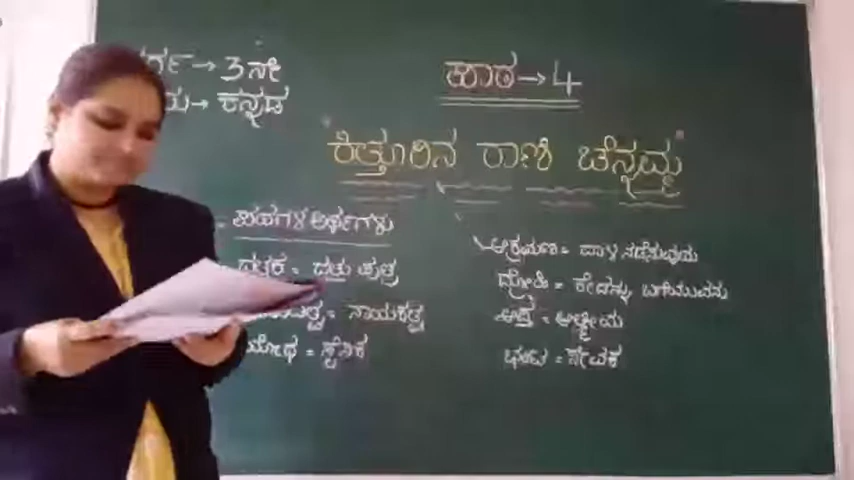 ವರ್ಗ → 3ನೇ
→ ಕನ್ನಡ
ಪಾಠ → 4
ಕಿತ್ತೂರಿನ ರಾಣಿ ಚೆನ್ನಮ್ಮ
ಪದಗಳ ಅರ್ಥಗಳು
ದತ್ತಕ = ದತ್ತು ಪುತ್ರ
= ನಾಯಕತ್ವ
ಯೋಧ = ಸೈನಿಕ
ಆಕ್ರಮಣ = ದಾಳಿ ನಡೆಸುವುದು
ದ್ರೋಹಿ = ಕೇಡನ್ನು ಬಗೆಯುವವನು
ಆಪ್ತ = ಆತ್ಮೀಯ
ಭಂಟ = ಸೇವಕ